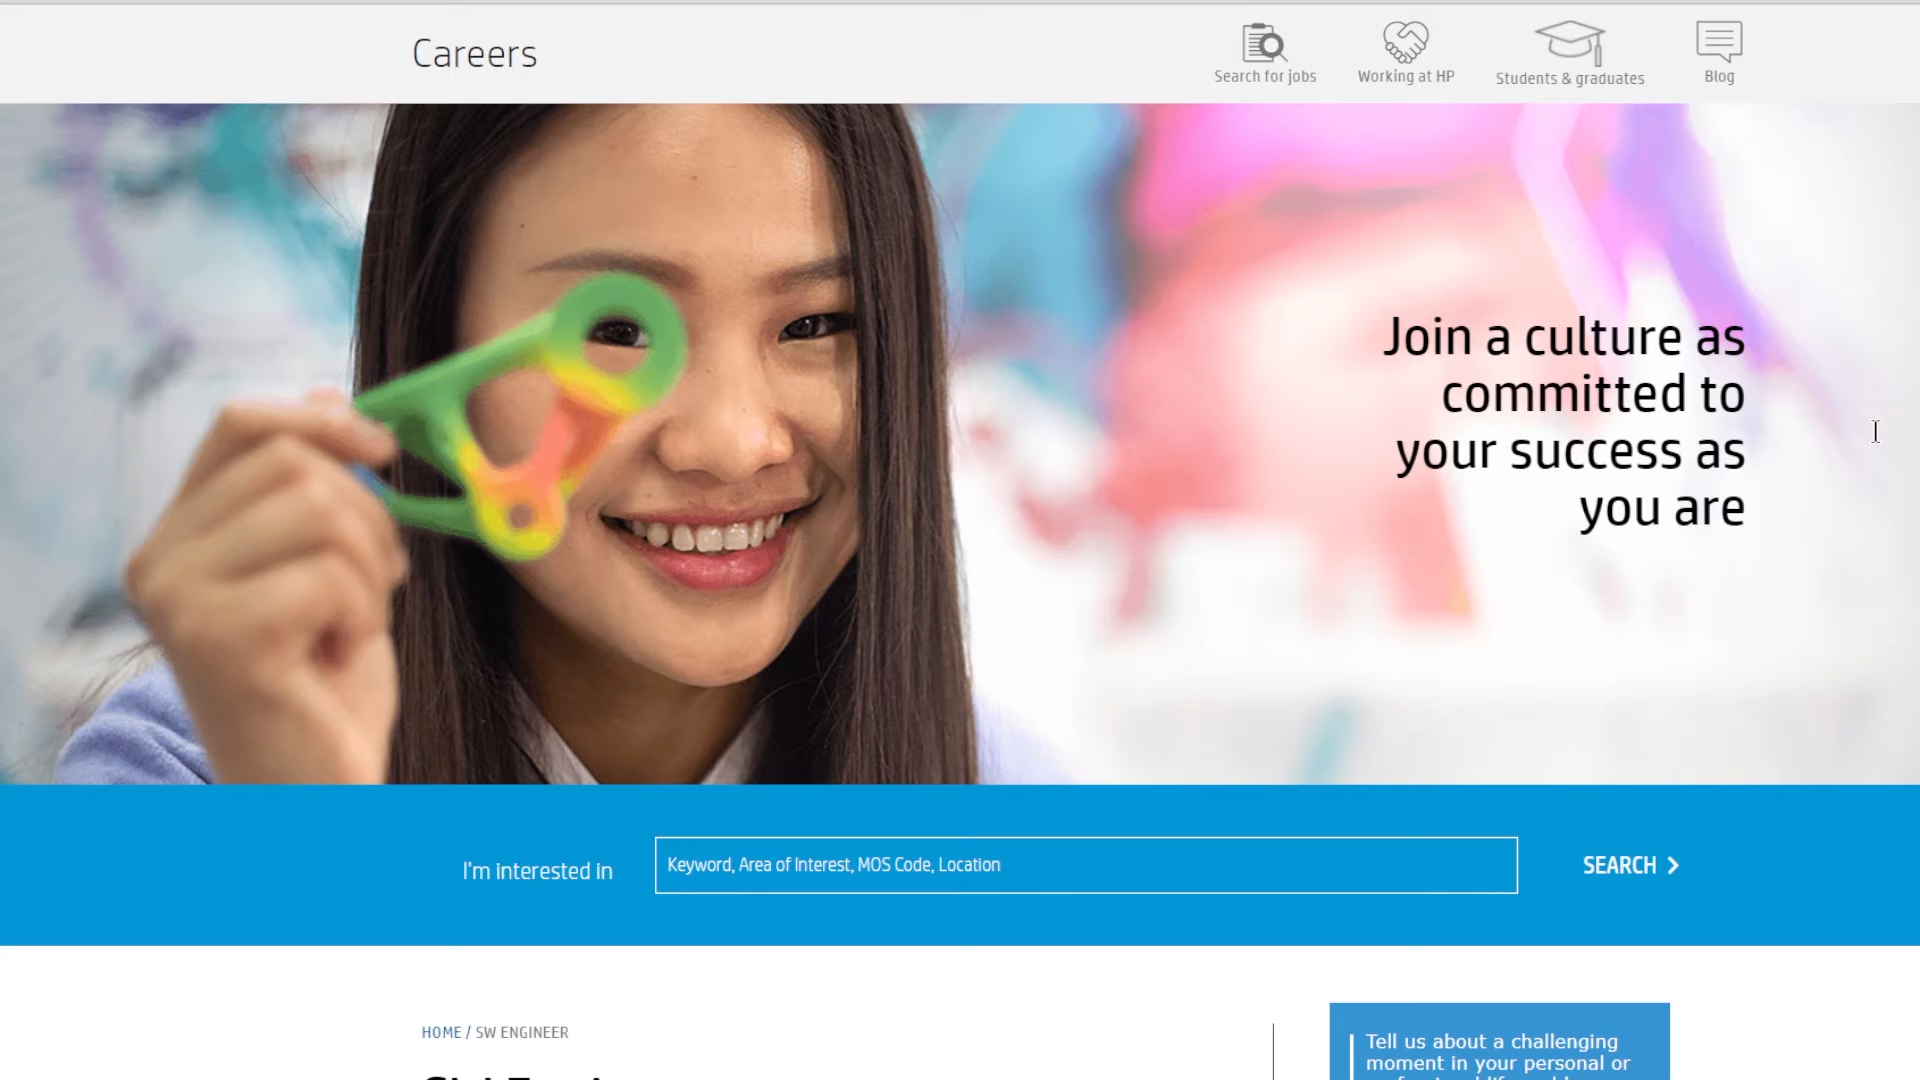 Careers
Search for jobs
Working at HP
Students & graduates
Blog
Join a culture as
committed to
your success as
you are
I'm interested in
Keyword, Area of Interest, MOS Code, Location
SEARCH
HOME / SW ENGINEER
Tell us about a challenging
moment in your personal or